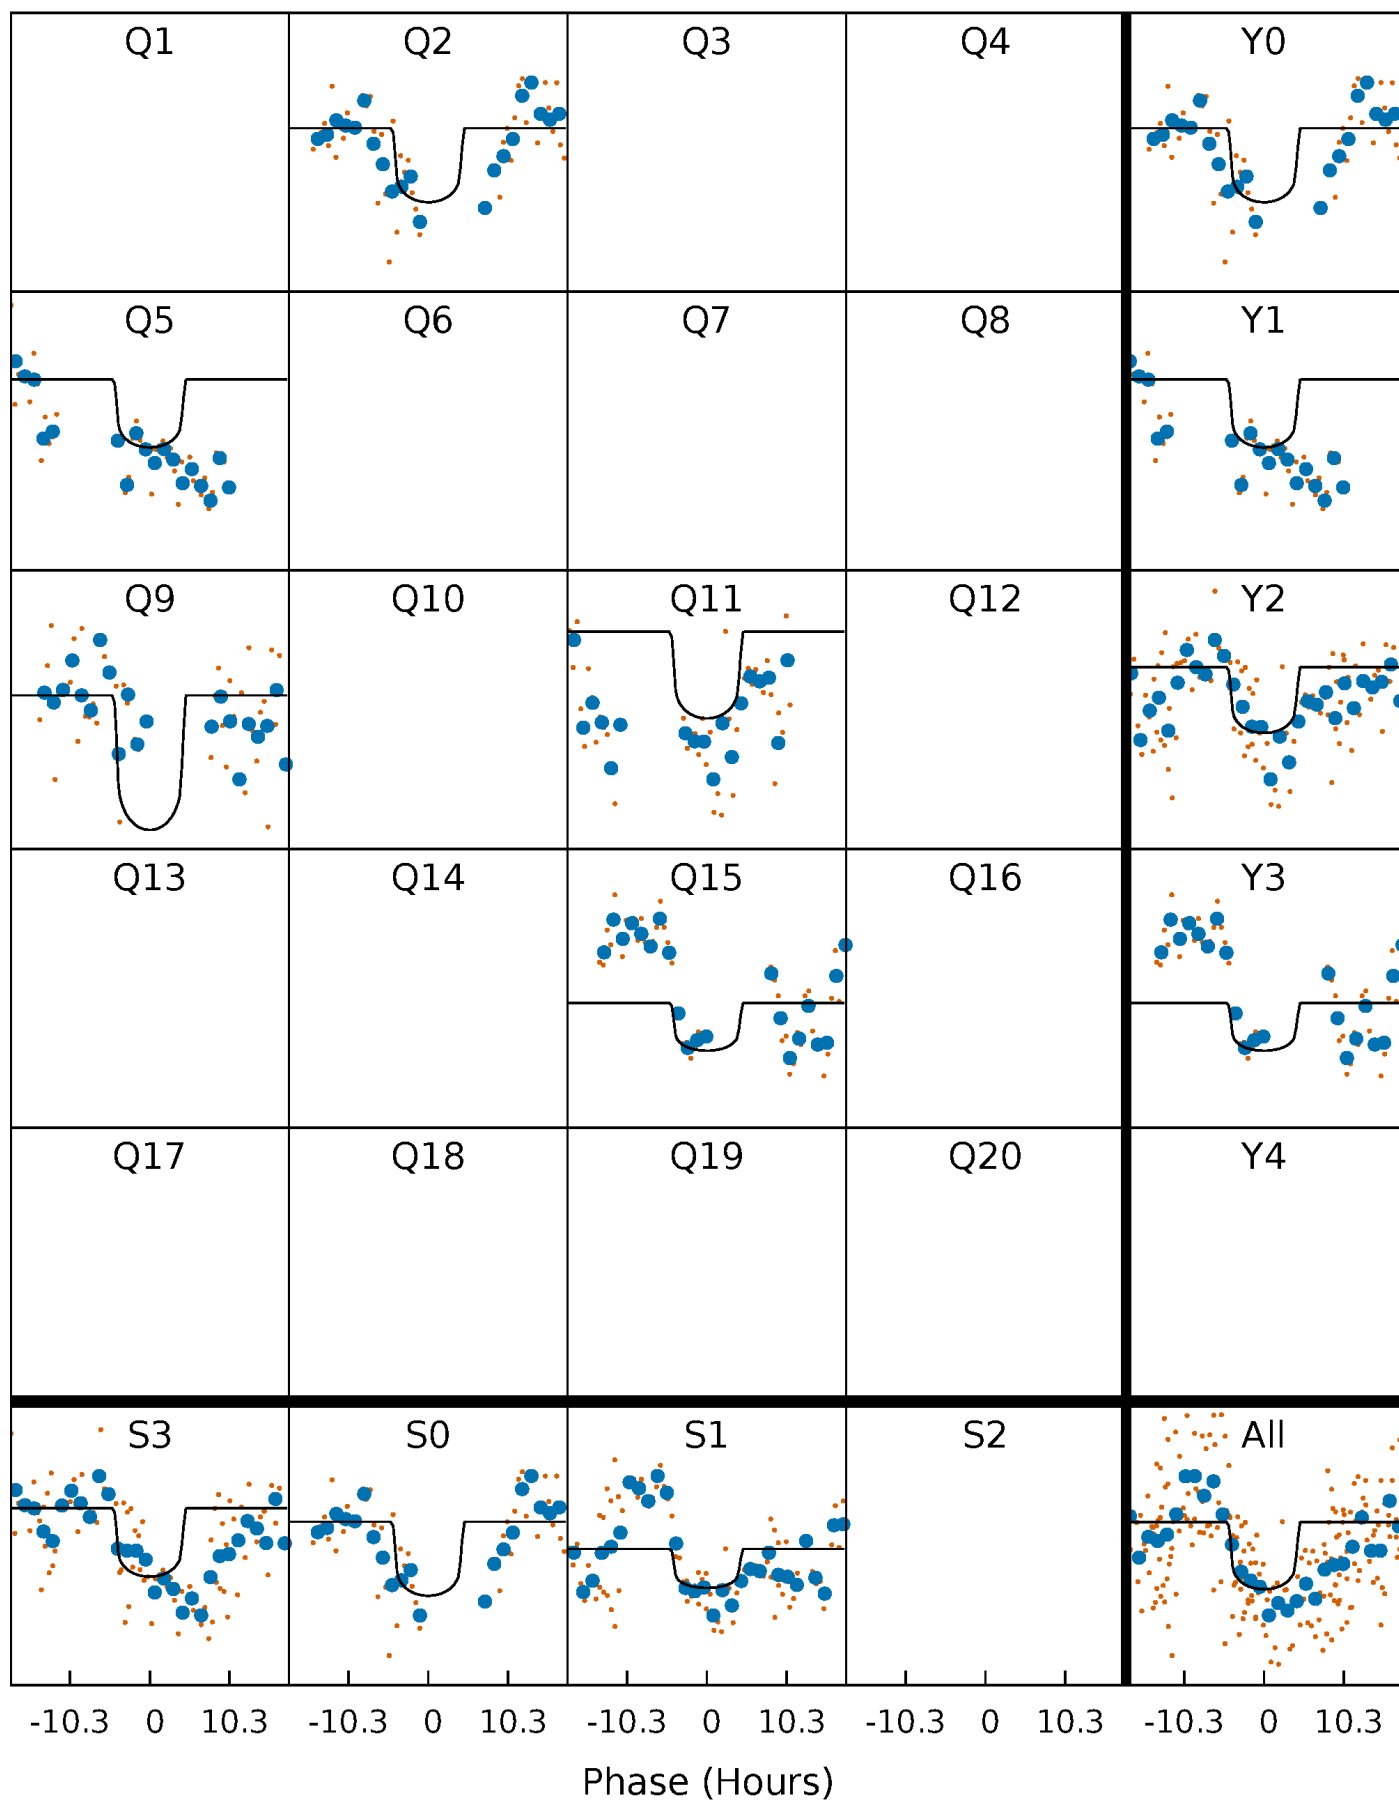 Q1 Q2 Q3 Q4 Y0
Q5 Q6 Q7 Q8 Y1
Q9 Q10 Q11 Q12 Y2
Q13 Q14 Q15 Q16 Y3
Q17 Q18 Q19 Q20 Y4
S3 S0 S1 S2 All
-10.3 0 10.3 -10.3 0 10.3 -10.3 0 10.3 -10.3 0 10.3 -10.3 0 10.3
Phase (Hours)